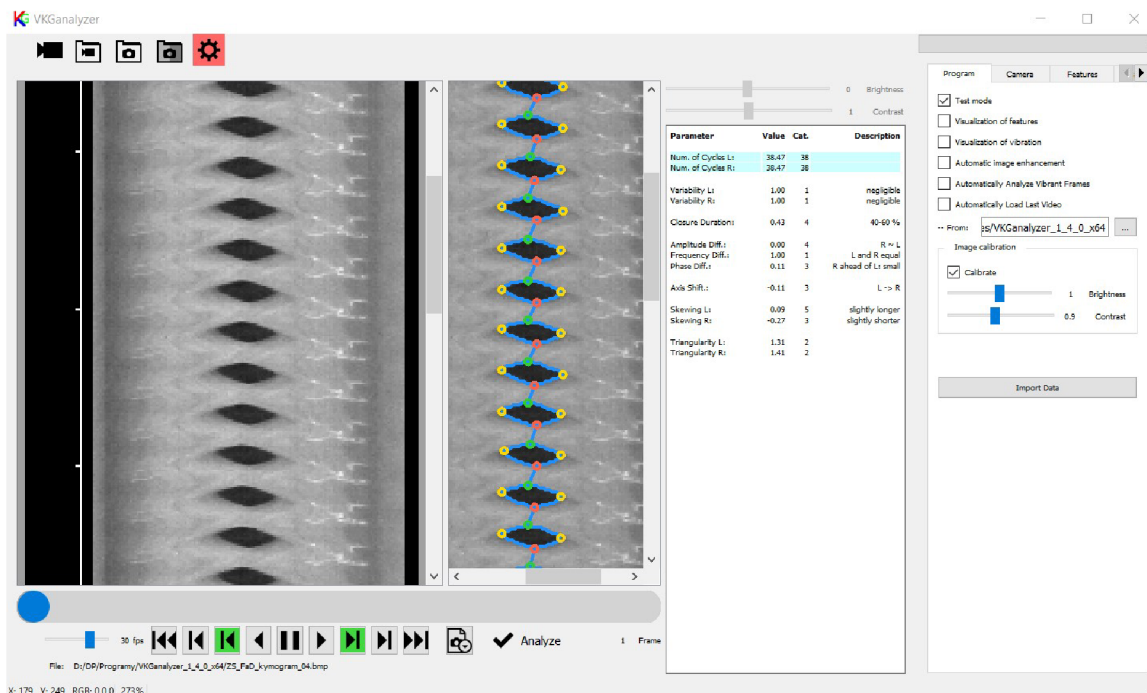 VKGanalyzer
Program Camera Features
0 Brightness
1 Contrast
Parameter Value Cat. Description
Num. of Cycles L: 38.47 38
Num. of Cycles R: 38.47 38
Variability L: 1.00 1 negligible
Variability R: 1.00 1 negligible
Closure Duration: 0.43 4 40-60 %
Amplitude Diff.: 0.00 4 R ~ L
Frequency Diff.: 1.00 1 L and R equal
Phase Diff.: 0.11 3 R ahead of L: small
Axis Shift.: -0.11 3 L -> R
Skewing L: 0.09 5 slightly longer
Skewing R: -0.27 3 slightly shorter
Triangularity L: 1.31 2
Triangularity R: 1.41 2
Test mode
Visualization of features
Visualization of vibration
Automatic image enhancement
Automatically Analyze Vibrant Frames
Automatically Load Last Video
-- From: es/VKGanalyzer_1_4_0_x64 ...
Image calibration
Calibrate
1 Brightness
0.9 Contrast
Import Data
30 fps
Analyze
1 Frame
File: D:/DP/Programy/VKGanalyzer_1_4_0_x64/ZS_FaD_kymogram_04.bmp
X: 179 Y: 249 RGB: 0,0,0 273%